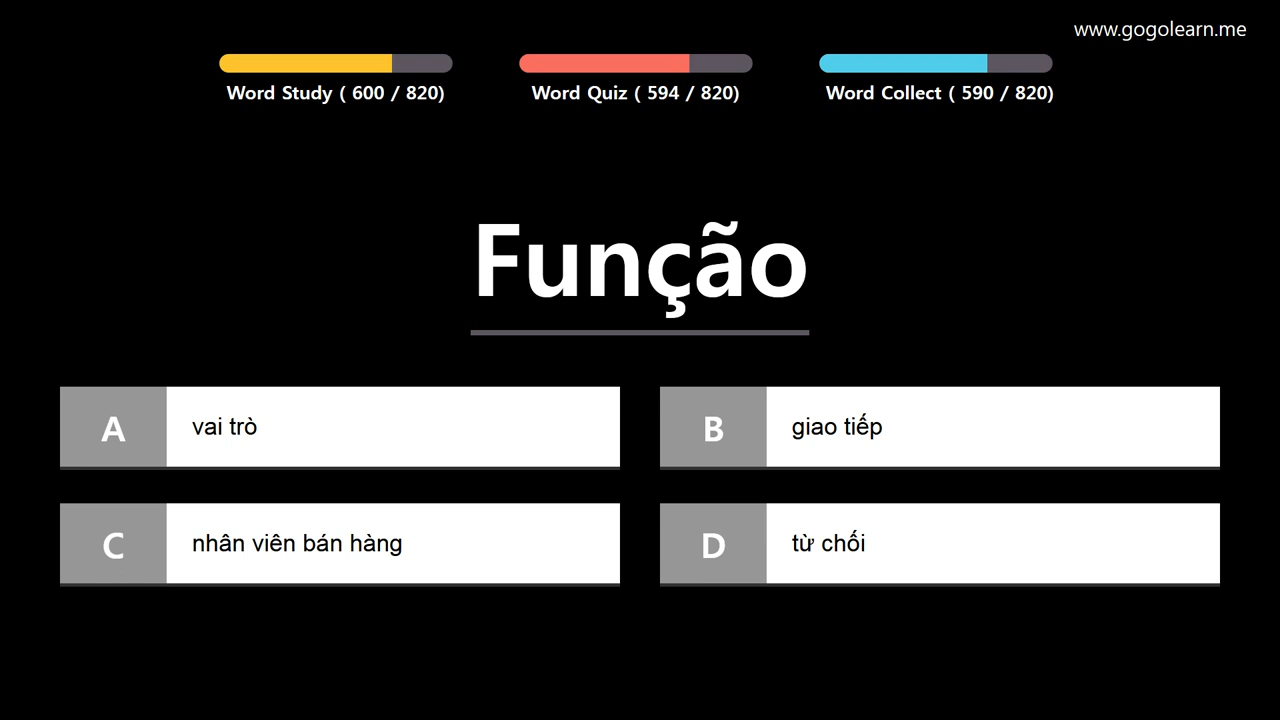 www.gogolearn.me
Word Study ( 600 / 820)
Word Quiz ( 594 / 820)
Word Collect ( 590 / 820)
Função
A
vai trò
B
giao tiếp
C
nhân viên bán hàng
D
từ chối